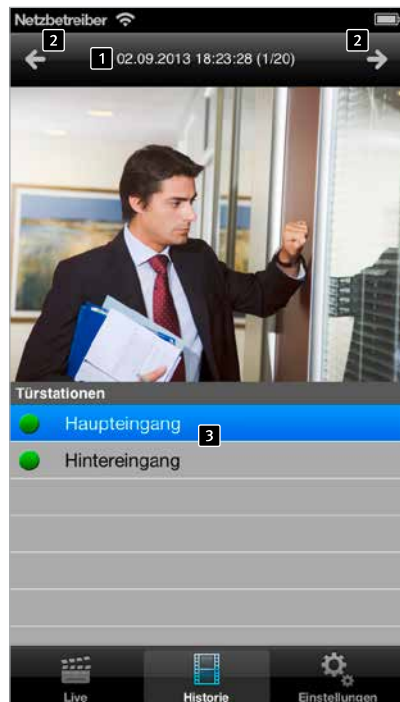 Netzbetreiber
2 2
1 02.09.2013 18:23:28 (1/20)
Türstationen
Haupteingang
3
Hintereingang
Live Historie Einstellungen